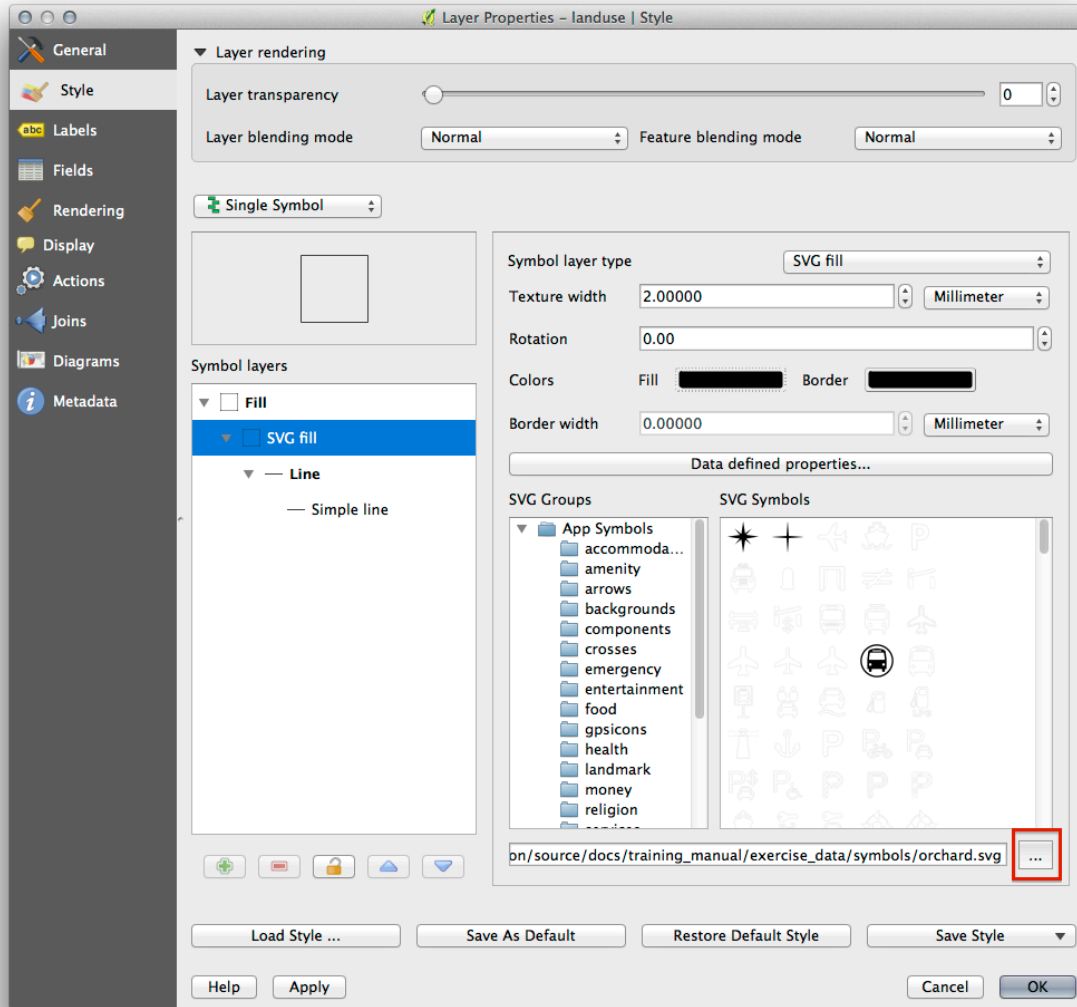 Layer Properties - landuse | Style
General
Style
abc Labels
Fields
Rendering
Display
Actions
Joins
Diagrams
Metadata
Layer rendering
Layer transparency
0
Layer blending mode
Normal
Feature blending mode
Normal
Single Symbol
Symbol layers
Fill
SVG fill
Line
Simple line
Symbol layer type
SVG fill
Texture width
2.00000
Millimeter
Rotation
0.00
Colors
Fill
Border
Border width
0.00000
Millimeter
Data defined properties...
SVG Groups
SVG Symbols
App Symbols
accommoda...
amenity
arrows
backgrounds
components
crosses
emergency
entertainment
food
gpsicons
health
landmark
money
religion
on/source/docs/training_manual/exercise_data/symbols/orchard.svg
...
Load Style ...
Save As Default
Restore Default Style
Save Style
Help
Apply
Cancel
OK